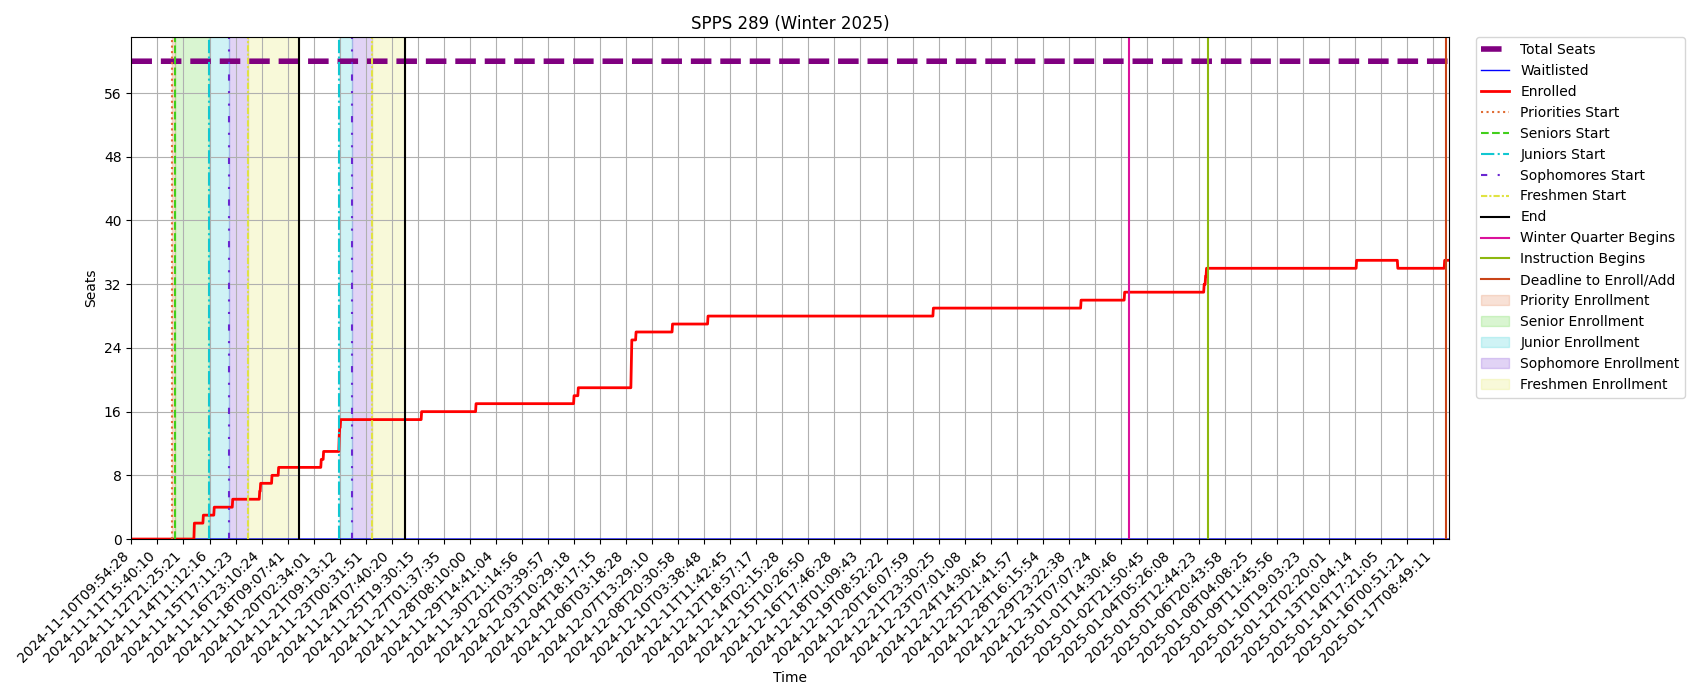 SPPS 289 (Winter 2025)
Seats
56
48
40
32
24
16
8
0
2024-11-10T09:54:28
2024-11-11T15:40:10
2024-11-12T21:25:21
2024-11-14T11:12:16
2024-11-15T17:11:23
2024-11-16T23:10:24
2024-11-18T09:07:41
2024-11-20T02:34:01
2024-11-21T09:13:12
2024-11-23T00:31:51
2024-11-24T07:40:20
2024-11-25T19:30:15
2024-11-27T01:37:35
2024-11-28T08:10:00
2024-11-29T14:41:04
2024-11-30T21:14:56
2024-12-02T03:39:57
2024-12-03T10:29:18
2024-12-04T18:17:15
2024-12-06T03:18:28
2024-12-07T13:29:10
2024-12-08T20:30:58
2024-12-10T03:38:48
2024-12-11T11:42:45
2024-12-12T18:57:17
2024-12-14T02:15:28
2024-12-15T10:26:50
2024-12-16T17:46:28
2024-12-18T01:09:43
2024-12-19T08:52:22
2024-12-20T16:07:59
2024-12-21T23:30:25
2024-12-23T07:01:08
2024-12-24T14:30:45
2024-12-25T21:41:57
2024-12-28T16:15:54
2024-12-29T23:22:38
2024-12-31T07:07:24
2025-01-01T14:30:46
2025-01-02T21:50:45
2025-01-04T05:26:08
2025-01-05T12:44:23
2025-01-06T20:43:58
2025-01-08T04:08:25
2025-01-09T11:45:56
2025-01-10T19:03:23
2025-01-12T02:20:01
2025-01-13T10:04:14
2025-01-14T17:21:05
2025-01-16T00:51:21
2025-01-17T08:49:11
Time
Total Seats
Waitlisted
Enrolled
Priorities Start
Seniors Start
Juniors Start
Sophomores Start
Freshmen Start
End
Winter Quarter Begins
Instruction Begins
Deadline to Enroll/Add
Priority Enrollment
Senior Enrollment
Junior Enrollment
Sophomore Enrollment
Freshmen Enrollment